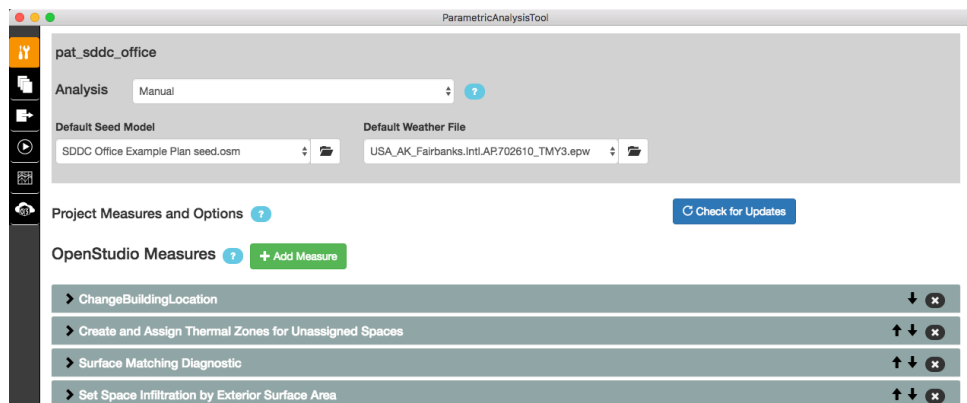 ParametricAnalysisTool
pat_sddc_office
Analysis Manual ?
Default Seed Model Default Weather File
SDDC Office Example Plan seed.osm USA_AK_Fairbanks.Intl.AP.702610_TMY3.epw
Project Measures and Options ? Check for Updates
OpenStudio Measures ? + Add Measure
ChangeBuildingLocation
Create and Assign Thermal Zones for Unassigned Spaces
Surface Matching Diagnostic
Set Space Infiltration by Exterior Surface Area